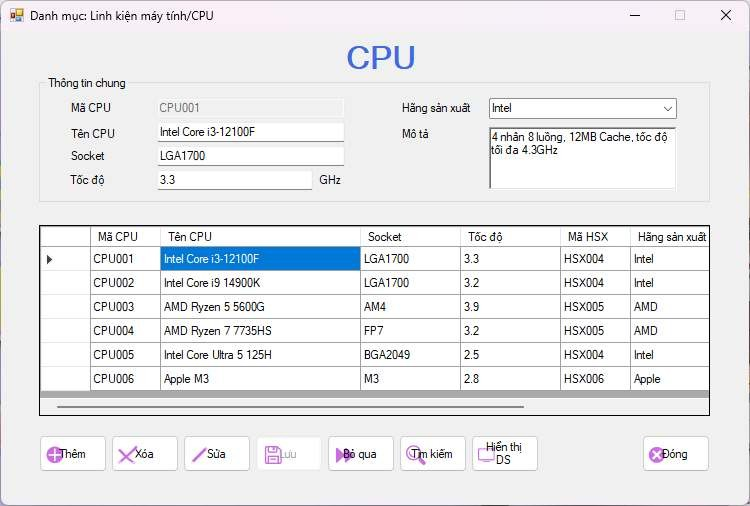 Danh mục: Linh kiện máy tính/CPU
CPU
Thông tin chung
Mã CPU CPU001 Hãng sản xuất Intel
Tên CPU Intel Core i3-12100F Mô tả 4 nhân 8 luồng, 12MB Cache, tốc độ
tối đa 4.3GHz
Socket LGA1700
Tốc độ 3.3 GHz
Mã CPU Tên CPU Socket Tốc độ Mã HSX Hãng sản xuất
CPU001 Intel Core i3-12100F LGA1700 3.3 HSX004 Intel
CPU002 Intel Core i9 14900K LGA1700 3.2 HSX004 Intel
CPU003 AMD Ryzen 5 5600G AM4 3.9 HSX005 AMD
CPU004 AMD Ryzen 7 7735HS FP7 3.2 HSX005 AMD
CPU005 Intel Core Ultra 5 125H BGA2049 2.5 HSX004 Intel
CPU006 Apple M3 M3 2.8 HSX006 Apple
Thêm Xóa Sửa Lưu Bỏ qua Tìm kiếm Hiển thị
DS Đóng